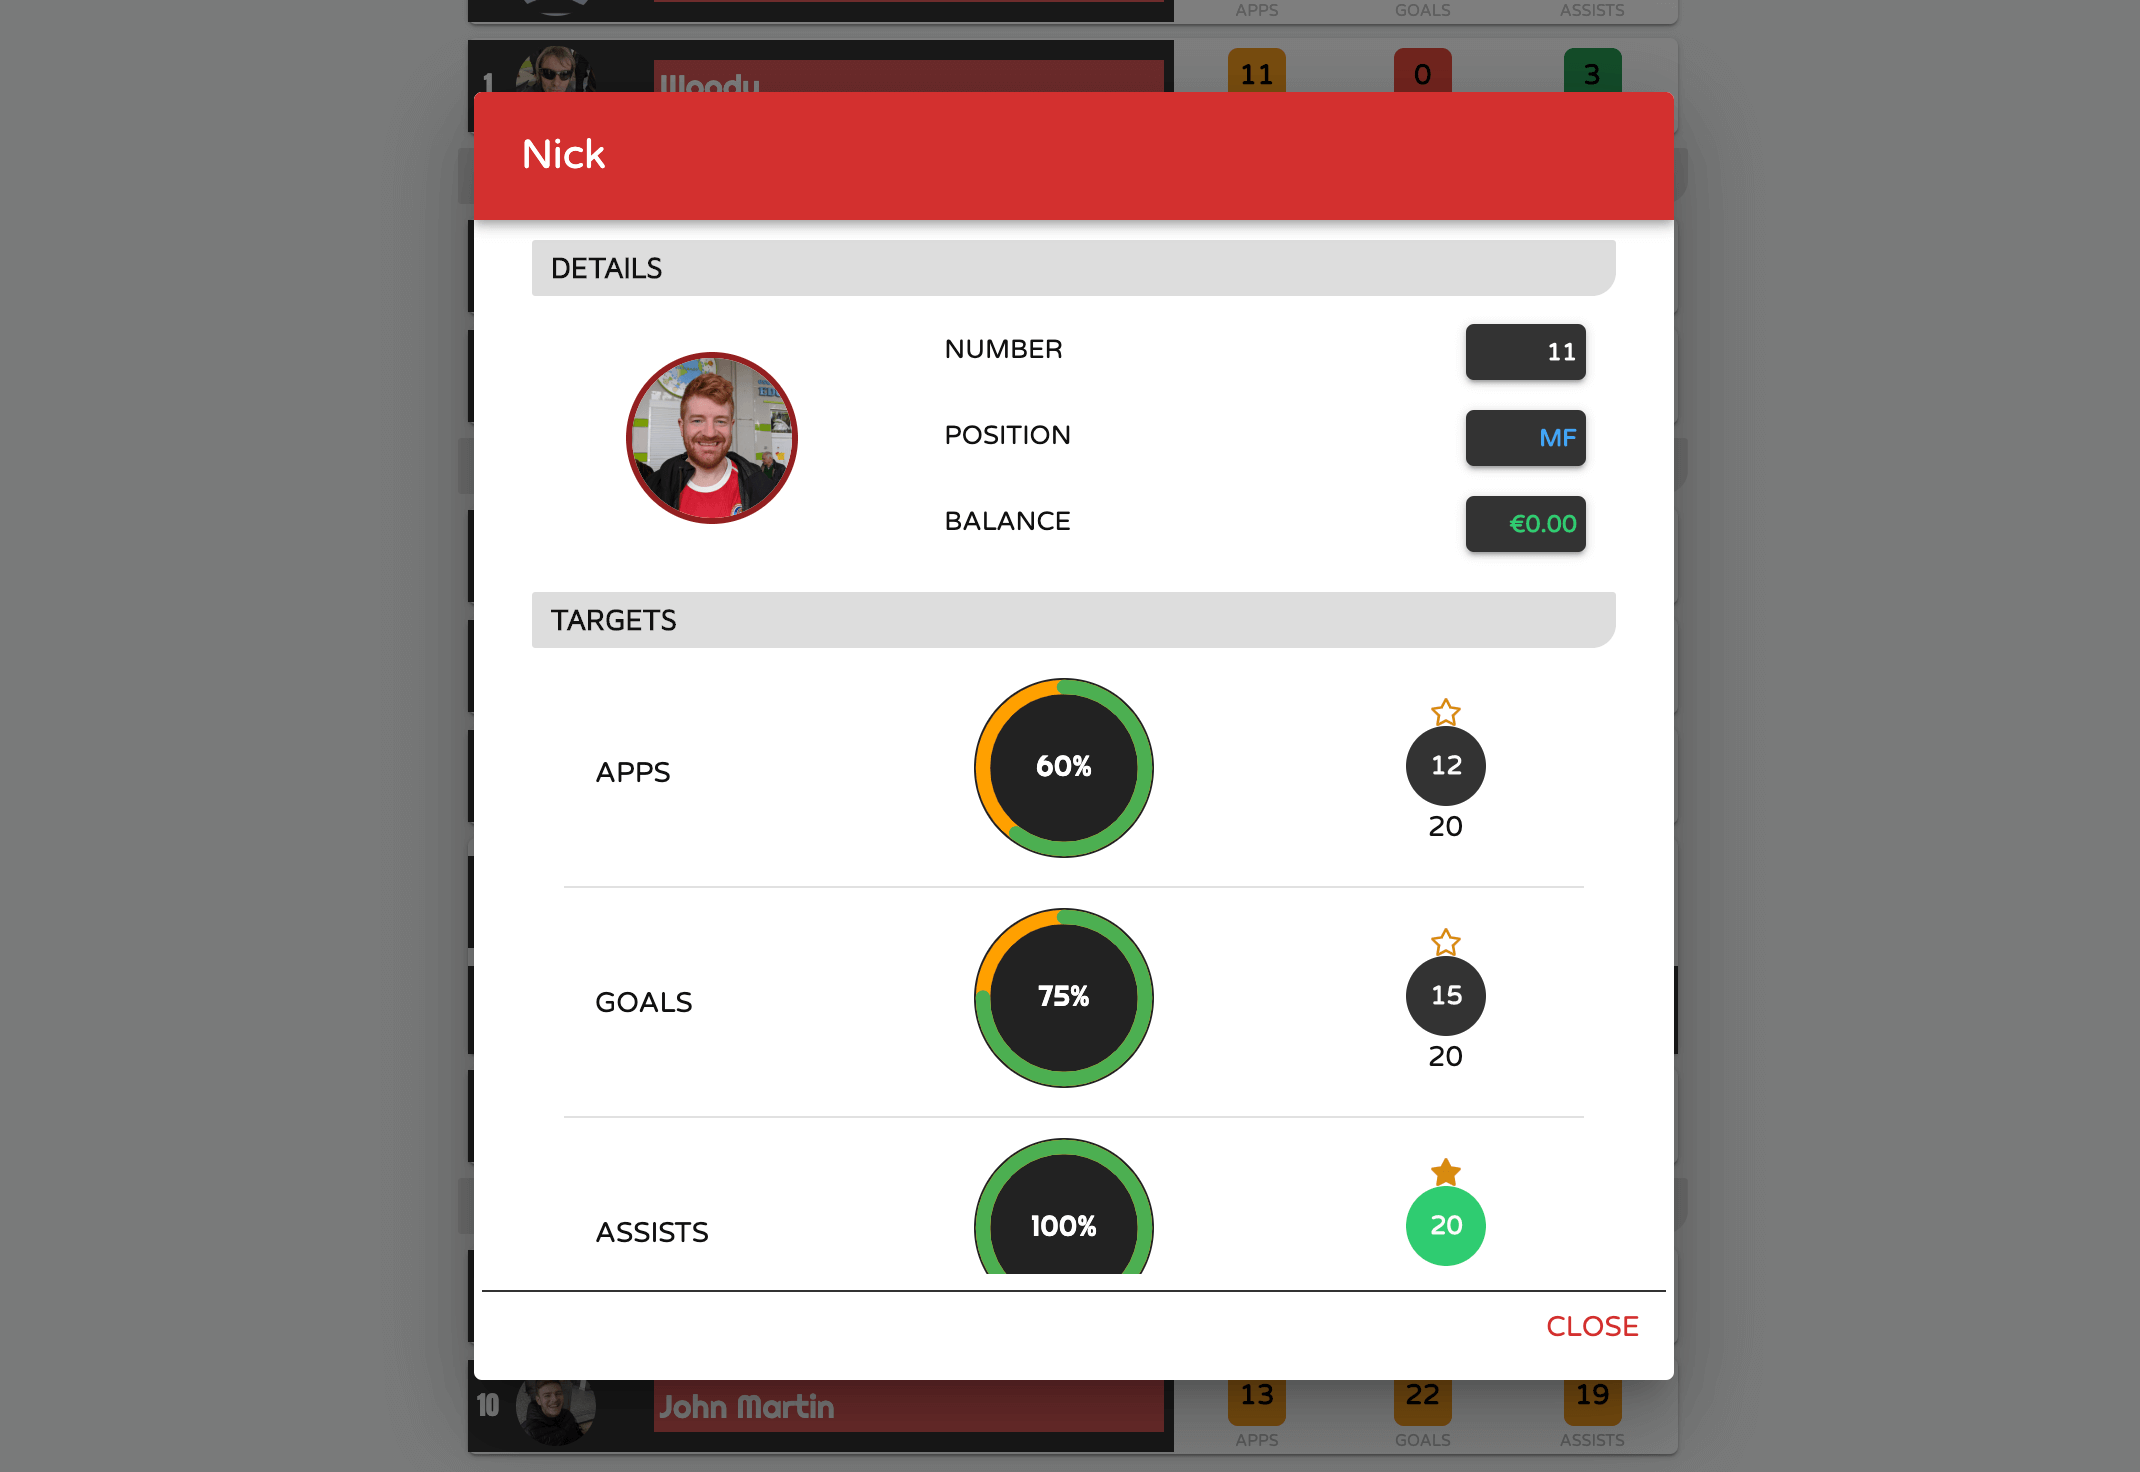 APPS GOALS ASSISTS
1 Woody 11 0 3
Nick
DETAILS
NUMBER 11
POSITION MF
BALANCE €0.00
TARGETS
APPS 60% 12
20
GOALS 75% 15
20
ASSISTS 100% 20
CLOSE
10 John Martin 13 22 19
APPS GOALS ASSISTS